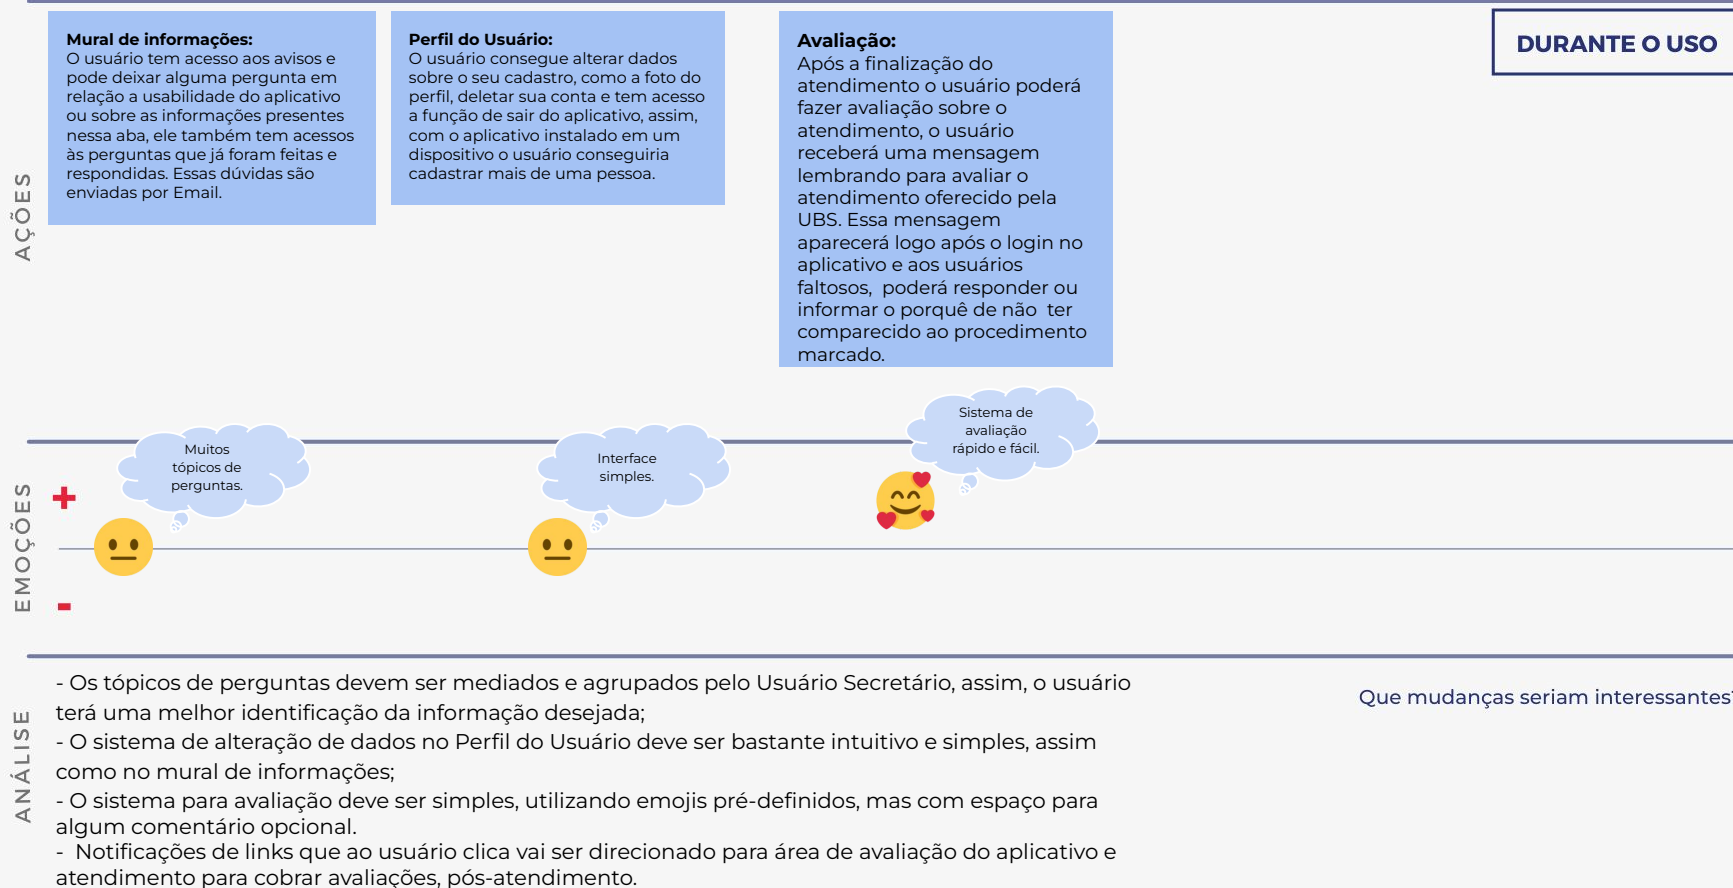 DURANTE O USO
AÇÕES
Mural de informações:
O usuário tem acesso aos avisos e
pode deixar alguma pergunta em
relação a usabilidade do aplicativo
ou sobre as informações presentes
nessa aba, ele também tem acessos
às perguntas que já foram feitas e
respondidas. Essas dúvidas são
enviadas por Email.
Perfil do Usuário:
O usuário consegue alterar dados
sobre o seu cadastro, como a foto do
perfil, deletar sua conta e tem acesso
a função de sair do aplicativo, assim,
com o aplicativo instalado em um
dispositivo o usuário conseguiria
cadastrar mais de uma pessoa.
Avaliação:
Após a finalização do
atendimento o usuário poderá
fazer avaliação sobre o
atendimento, o usuário
receberá uma mensagem
lembrando para avaliar o
atendimento oferecido pela
UBS. Essa mensagem
aparecerá logo após o login no
aplicativo e aos usuários
faltosos,  poderá responder ou
informar o porquê de não  ter
comparecido ao procedimento
marcado.
EMOÇÕES
+
-
Muitos
tópicos de
perguntas.
Interface
simples.
Sistema de
avaliação
rápido e fácil.
ANÁLISE
- Os tópicos de perguntas devem ser mediados e agrupados pelo Usuário Secretário, assim, o usuário
terá uma melhor identificação da informação desejada;
- O sistema de alteração de dados no Perfil do Usuário deve ser bastante intuitivo e simples, assim
como no mural de informações;
- O sistema para avaliação deve ser simples, utilizando emojis pré-definidos, mas com espaço para
algum comentário opcional.
-  Notificações de links que ao usuário clica vai ser direcionado para área de avaliação do aplicativo e
atendimento para cobrar avaliações, pós-atendimento.
Que mudanças seriam interessantes?